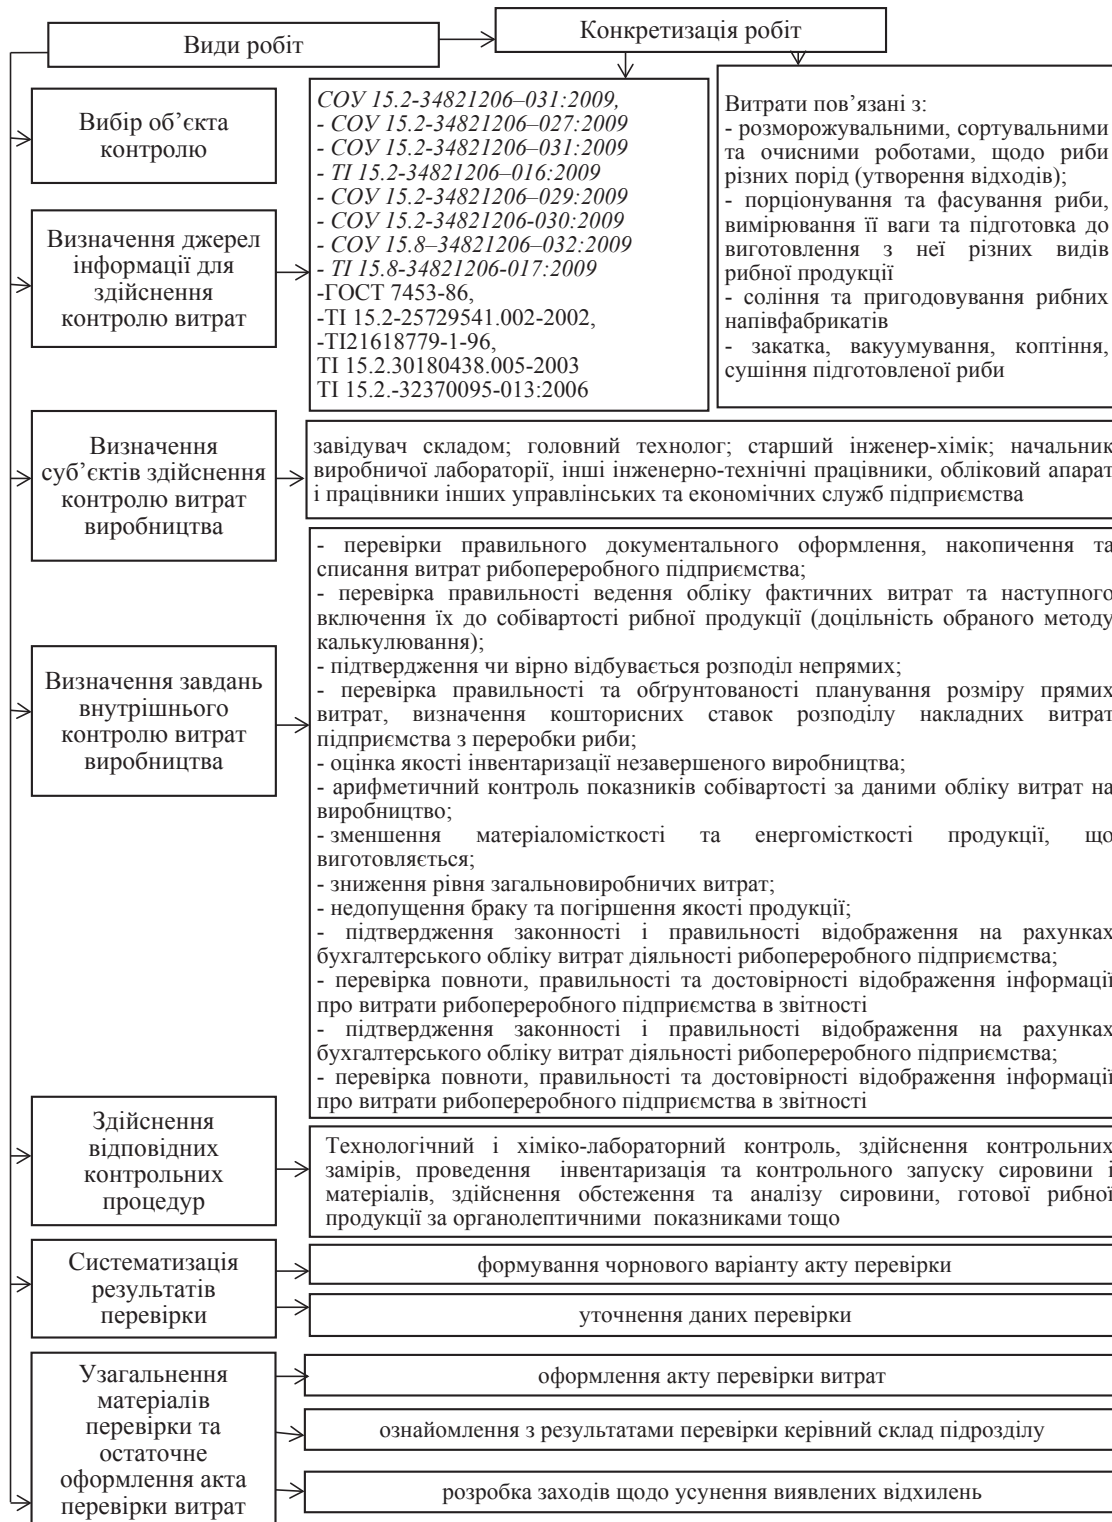 Види робіт
Конкретизація робіт
Вибір об’єкта
контролю
СОУ 15.2-34821206–031:2009,
- СОУ 15.2-34821206–027:2009
- СОУ 15.2-34821206–031:2009
- ТІ 15.2-34821206–016:2009
- СОУ 15.2-34821206–029:2009
- СОУ 15.2-34821206-030:2009
- СОУ 15.8–34821206–032:2009
- ТІ 15.8-34821206-017:2009
-ГОСТ 7453-86,
-ТІ 15.2-25729541.002-2002,
-ТІ21618779-1-96,
ТІ 15.2.30180438.005-2003
ТІ 15.2.-32370095-013:2006
Витрати пов’язані з:
- розморожувальними, сортувальними
та очисними роботами, щодо риби
різних порід (утворення відходів);
- порціонування та фасування риби,
вимірювання її ваги та підготовка до
виготовлення з неї різних видів
рибної продукції
- соління та пригодовування рибних
напівфабрикатів
- закатка, вакуумування, коптіння,
сушіння підготовленої риби
Визначення джерел
інформації для
здійснення
контролю витрат
Визначення
суб’єктів здійснення
контролю витрат
виробництва
завідувач складом; головний технолог; старший інженер-хімік; начальник
виробничої лабораторії, інші інженерно-технічні працівники, обліковий апарат
і працівники інших управлінських та економічних служб підприємства
Визначення завдань
внутрішнього
контролю витрат
виробництва
- перевірки правильного документального оформлення, накопичення та
списання витрат рибопереробного підприємства;
- перевірка правильності ведення обліку фактичних витрат та наступного
включення їх до собівартості рибної продукції (доцільність обраного методу
калькулювання);
- підтвердження чи вірно відбувається розподіл непрямих;
- перевірка правильності та обґрунтованості планування розміру прямих
витрат, визначення кошторисних ставок розподілу накладних витрат
підприємства з переробки риби;
- оцінка якості інвентаризації незавершеного виробництва;
- арифметичний контроль показників собівартості за даними обліку витрат на
виробництво;
- зменшення матеріаломісткості та енергомісткості продукції, що
виготовляється;
- зниження рівня загальновиробничих витрат;
- недопущення браку та погіршення якості продукції;
- підтвердження законності і правильності відображення на рахунках
бухгалтерського обліку витрат діяльності рибопереробного підприємства;
- перевірка повноти, правильності та достовірності відображення інформації
про витрати рибопереробного підприємства в звітності
- підтвердження законності і правильності відображення на рахунках
бухгалтерського обліку витрат діяльності рибопереробного підприємства;
- перевірка повноти, правильності та достовірності відображення інформації
про витрати рибопереробного підприємства в звітності
Здійснення
відповідних
контрольних
процедур
Технологічний і хіміко-лабораторний контроль, здійснення контрольних
замірів, проведення інвентаризація та контрольного запуску сировини і
матеріалів, здійснення обстеження та аналізу сировини, готової рибної
продукції за органолептичними показниками тощо
Систематизація
результатів
перевірки
формування чорнового варіанту акту перевірки
уточнення даних перевірки
Узагальнення
матеріалів
перевірки та
остаточне
оформлення акта
перевірки витрат
оформлення акту перевірки витрат
ознайомлення з результатами перевірки керівний склад підрозділу
розробка заходів щодо усунення виявлених відхилень